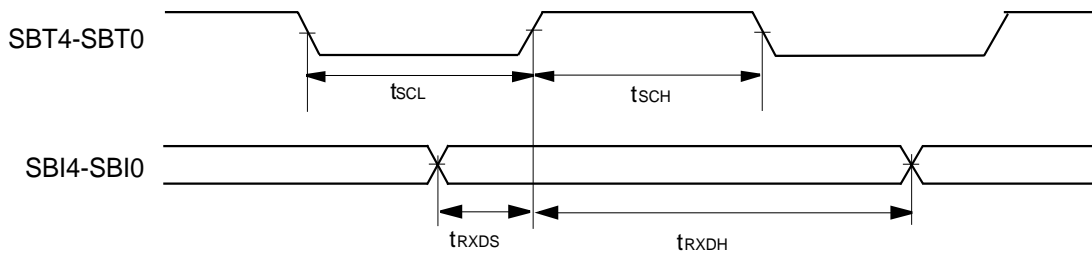 SBT4-SBT0
tSCL
tSCH
SBI4-SBI0
tRXDS
tRXDH